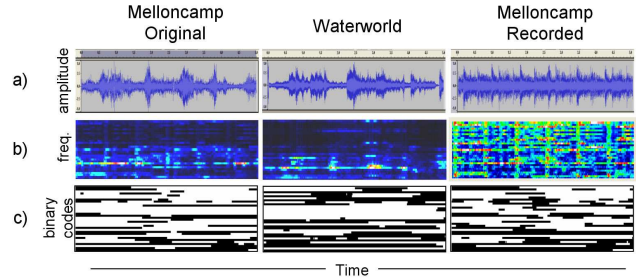 Melloncamp
Original
Waterworld
Melloncamp
Recorded
a)
amplitude
b)
freq.
c)
binary
codes
Time